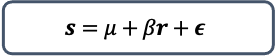 s = μ + βr + ϵ